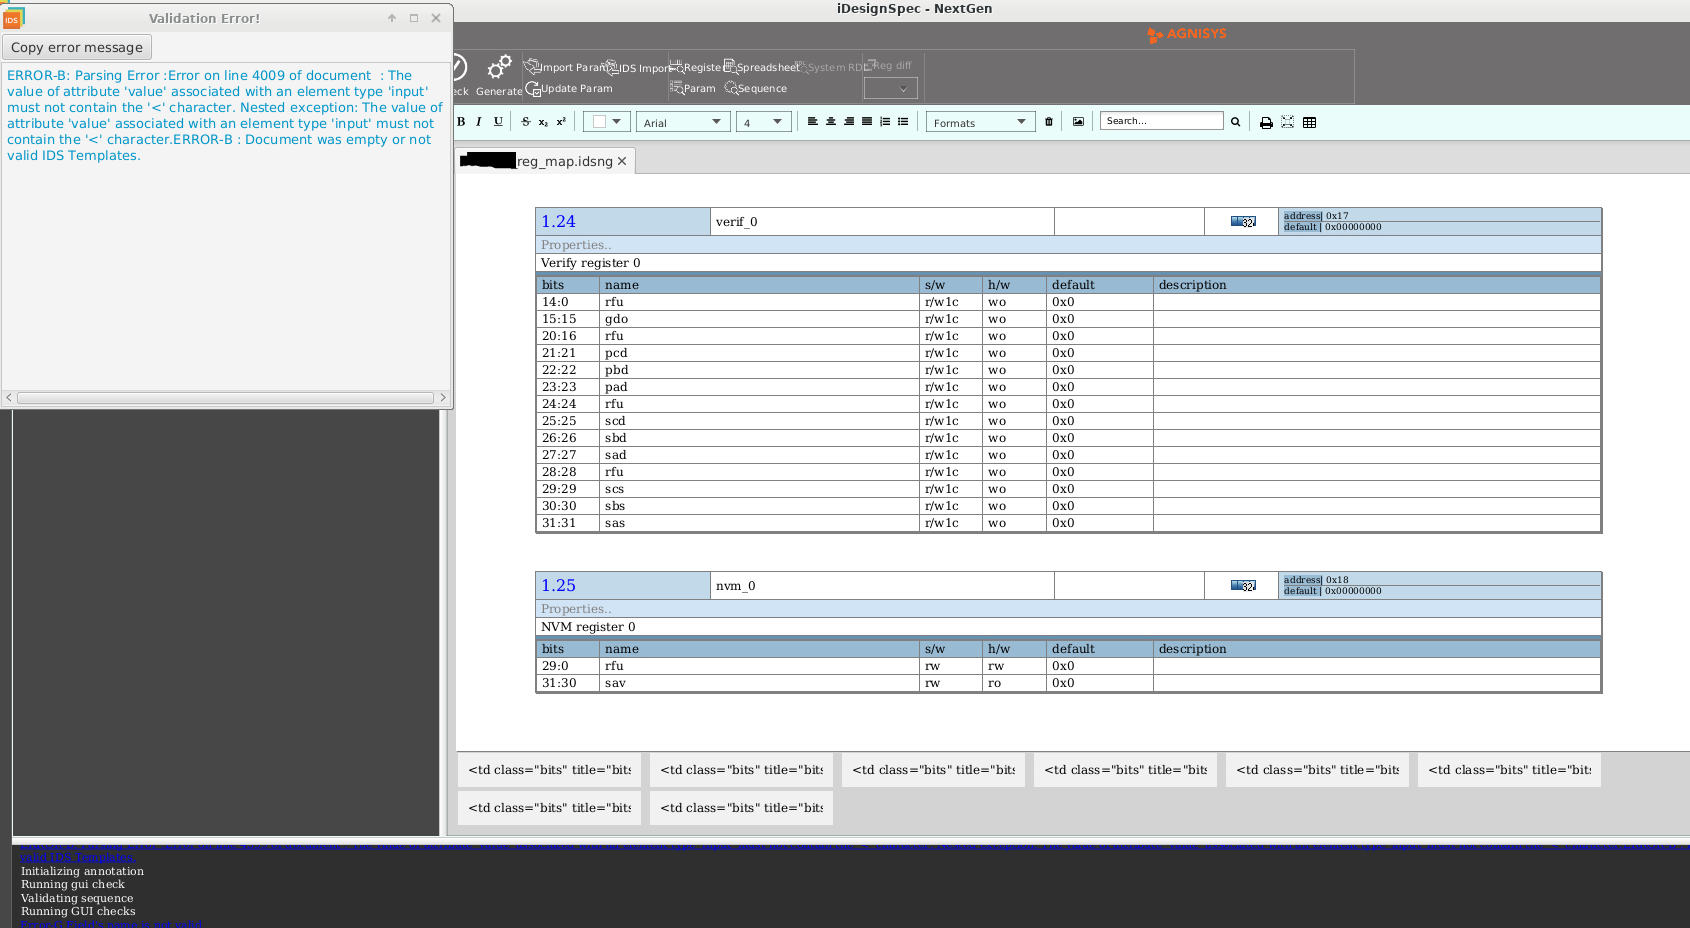 iDesignSpec - NextGen
IDS
Validation Error!
Copy error message
ERROR-B: Parsing Error :Error on line 4009 of document  : The
value of attribute 'value' associated with an element type 'input'
must not contain the '<' character. Nested exception: The value of
attribute 'value' associated with an element type 'input' must not
contain the '<' character.ERROR-B : Document was empty or not
valid IDS Templates.
AGNISYS
Generate Import Param IDS Import Register Spreadsheet System RDL Reg diff
Update Param Param Sequence
B I U S x₂ x² Arial 4 Formats Search...
reg_map.idsng
1.24 verif_0 32 address| 0x17
default | 0x00000000
Properties..
Verify register 0
bits name s/w h/w default description
14:0 rfu r/w1c wo 0x0
15:15 gdo r/w1c wo 0x0
20:16 rfu r/w1c wo 0x0
21:21 pcd r/w1c wo 0x0
22:22 pbd r/w1c wo 0x0
23:23 pad r/w1c wo 0x0
24:24 rfu r/w1c wo 0x0
25:25 scd r/w1c wo 0x0
26:26 sbd r/w1c wo 0x0
27:27 sad r/w1c wo 0x0
28:28 rfu r/w1c wo 0x0
29:29 scs r/w1c wo 0x0
30:30 sbs r/w1c wo 0x0
31:31 sas r/w1c wo 0x0
1.25 nvm_0 32 address| 0x18
default | 0x00000000
Properties..
NVM register 0
bits name s/w h/w default description
29:0 rfu rw rw 0x0
31:30 sav rw ro 0x0
<td class="bits" title="bits <td class="bits" title="bits <td class="bits" title="bits <td class="bits" title="bits <td class="bits" title="bits <td class="bits" title="bits
<td class="bits" title="bits <td class="bits" title="bits
valid IDS Templates.
Initializing annotation
Running gui check
Validating sequence
Running GUI checks